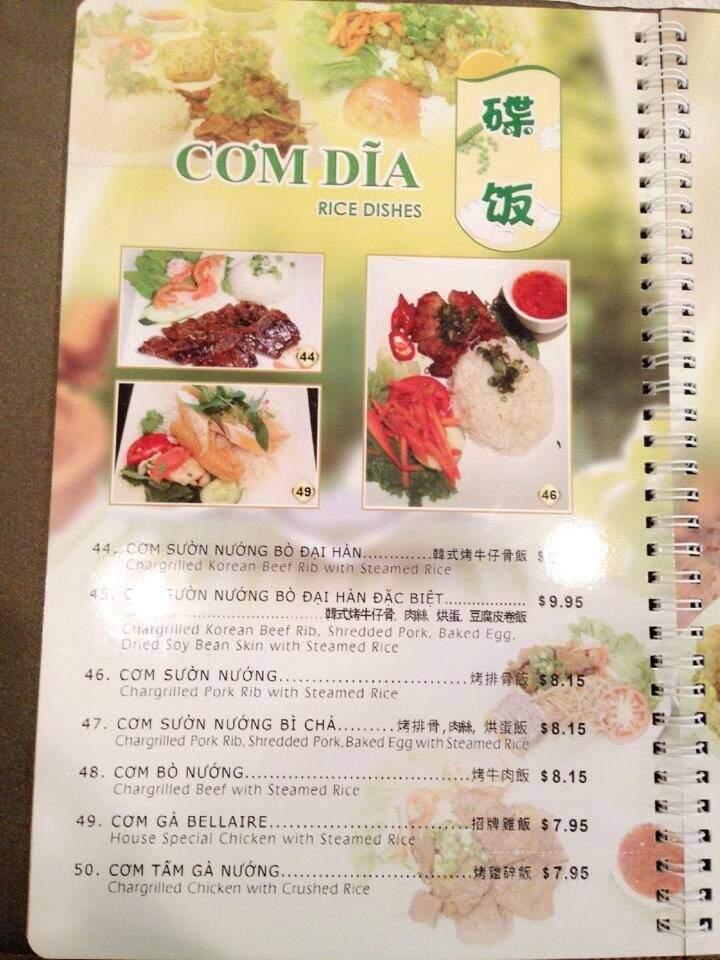 CƠM DĨA
RICE DISHES
碟
饭
44
49
46
44. CƠM SƯỜN NƯỚNG BÒ ĐẠI HÀN.............韓式烤牛仔骨飯 $
Chargrilled Korean Beef Rib with Steamed Rice
45. SƯỜN NƯỚNG BÒ ĐẠI HÀN ĐẶC BIỆT................. $9.95
................................韓式烤牛仔骨, 肉絲, 烘蛋, 豆腐皮卷飯
Chargrilled Korean Beef Rib, Shredded Pork, Baked Egg,
Dried Soy Bean Skin with Steamed Rice
46. CƠM SƯỜN NƯỚNG................................烤排骨飯 $8.15
Chargrilled Pork Rib with Steamed Rice
47. CƠM SƯỜN NƯỚNG BÌ CHẢ.........烤排骨,肉絲, 烘蛋飯 $8.15
Chargrilled Pork Rib, Shredded Pork, Baked Egg with Steamed Rice
48. CƠM BÒ NƯỚNG.....................................烤牛肉飯 $8.15
Chargrilled Beef with Steamed Rice
49. CƠM GÀ BELLAIRE..................................招牌雞飯 $7.95
House Special Chicken with Steamed Rice
50. CƠM TẤM GÀ NƯỚNG...............................烤雞碎飯 $7.95
Chargrilled Chicken with Crushed Rice